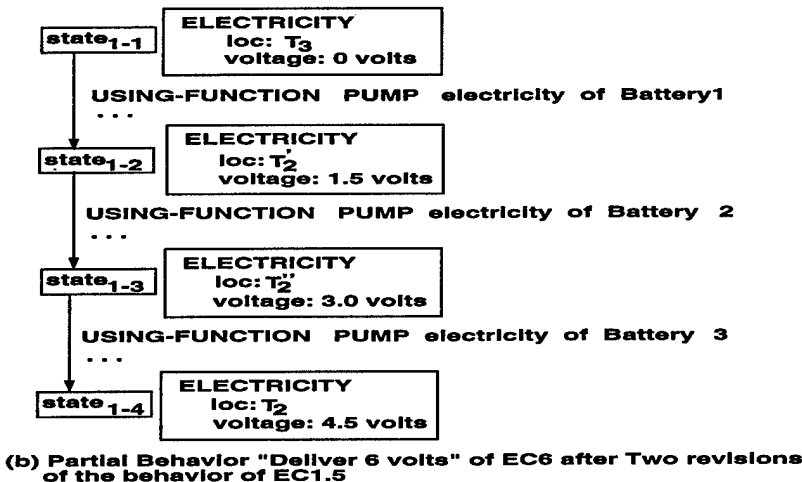 state1-1
ELECTRICITY
loc: T3
voltage: 0 volts
USING-FUNCTION PUMP electricity of Battery1
...
state1-2
ELECTRICITY
loc: T2'
voltage: 1.5 volts
USING-FUNCTION PUMP electricity of Battery 2
...
state1-3
ELECTRICITY
loc: T2''
voltage: 3.0 volts
USING-FUNCTION PUMP electricity of Battery 3
...
state1-4
ELECTRICITY
loc: T2
voltage: 4.5 volts
(b) Partial Behavior "Deliver 6 volts" of EC6 after Two revisions
of the behavior of EC1.5